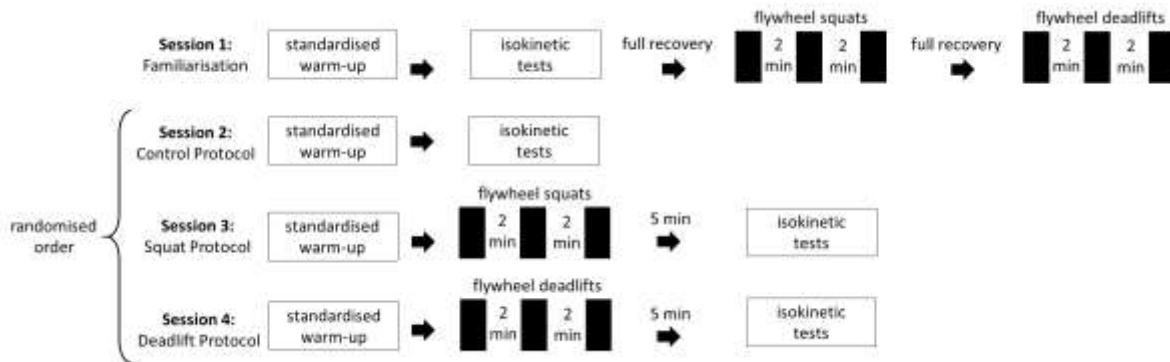 Session 1:
Familiarisation
standardised
warm-up
isokinetic
tests
full recovery
flywheel squats
2 2
min min
full recovery
flywheel deadlifts
2 2
min min
randomised
order
Session 2:
Control Protocol
standardised
warm-up
isokinetic
tests
Session 3:
Squat Protocol
standardised
warm-up
flywheel squats
2 2
min min
5 min
isokinetic
tests
Session 4:
Deadlift Protocol
standardised
warm-up
flywheel deadlifts
2 2
min min
5 min
isokinetic
tests